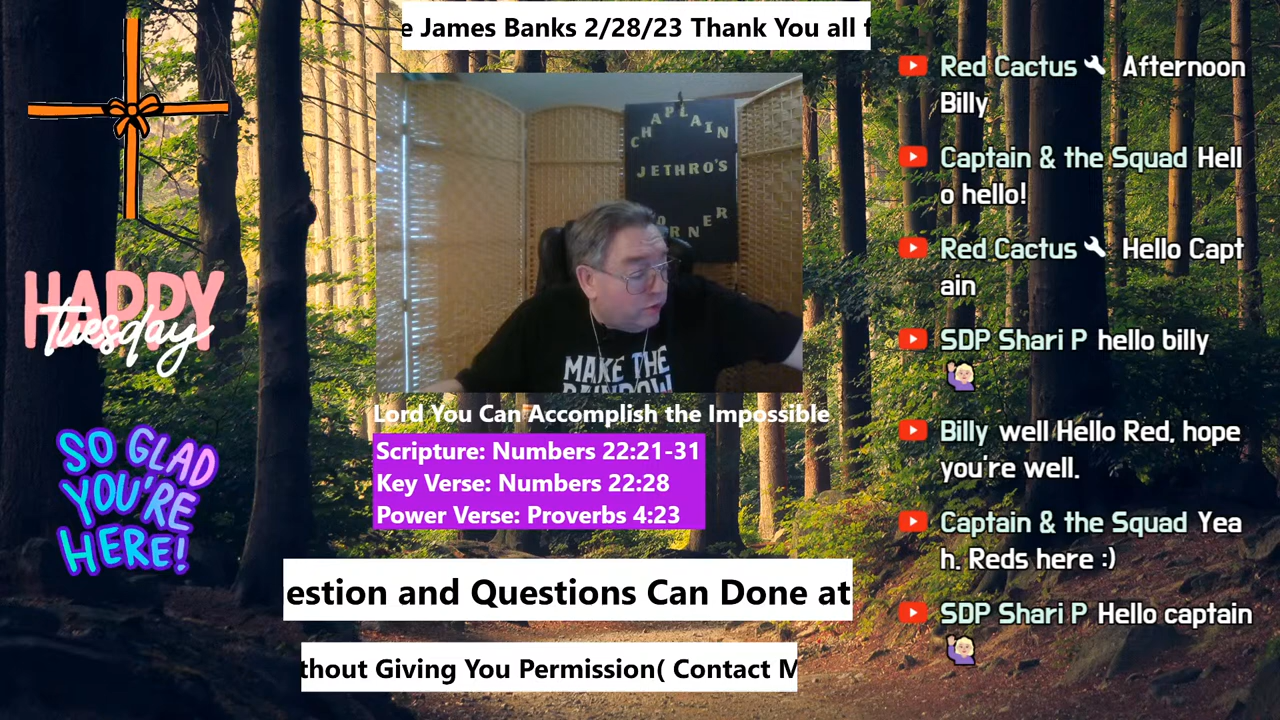 e James Banks 2/28/23 Thank You all f
CHAPLAIN
JETHRO'S
CORNER
MAKE THE
RAINBOW
HAPPY
tuesday
SO GLAD
YOU'RE
HERE!
Lord You Can Accomplish the Impossible
Scripture: Numbers 22:21-31
Key Verse: Numbers 22:28
Power Verse: Proverbs 4:23
estion and Questions Can Done at
thout Giving You Permission( Contact M
Red Cactus Afternoon
Billy
Captain & the Squad Hell
o hello!
Red Cactus Hello Capt
ain
SDP Shari P hello billy
Billy well Hello Red, hope
you're well.
Captain & the Squad Yea
h. Reds here :)
SDP Shari P Hello captain